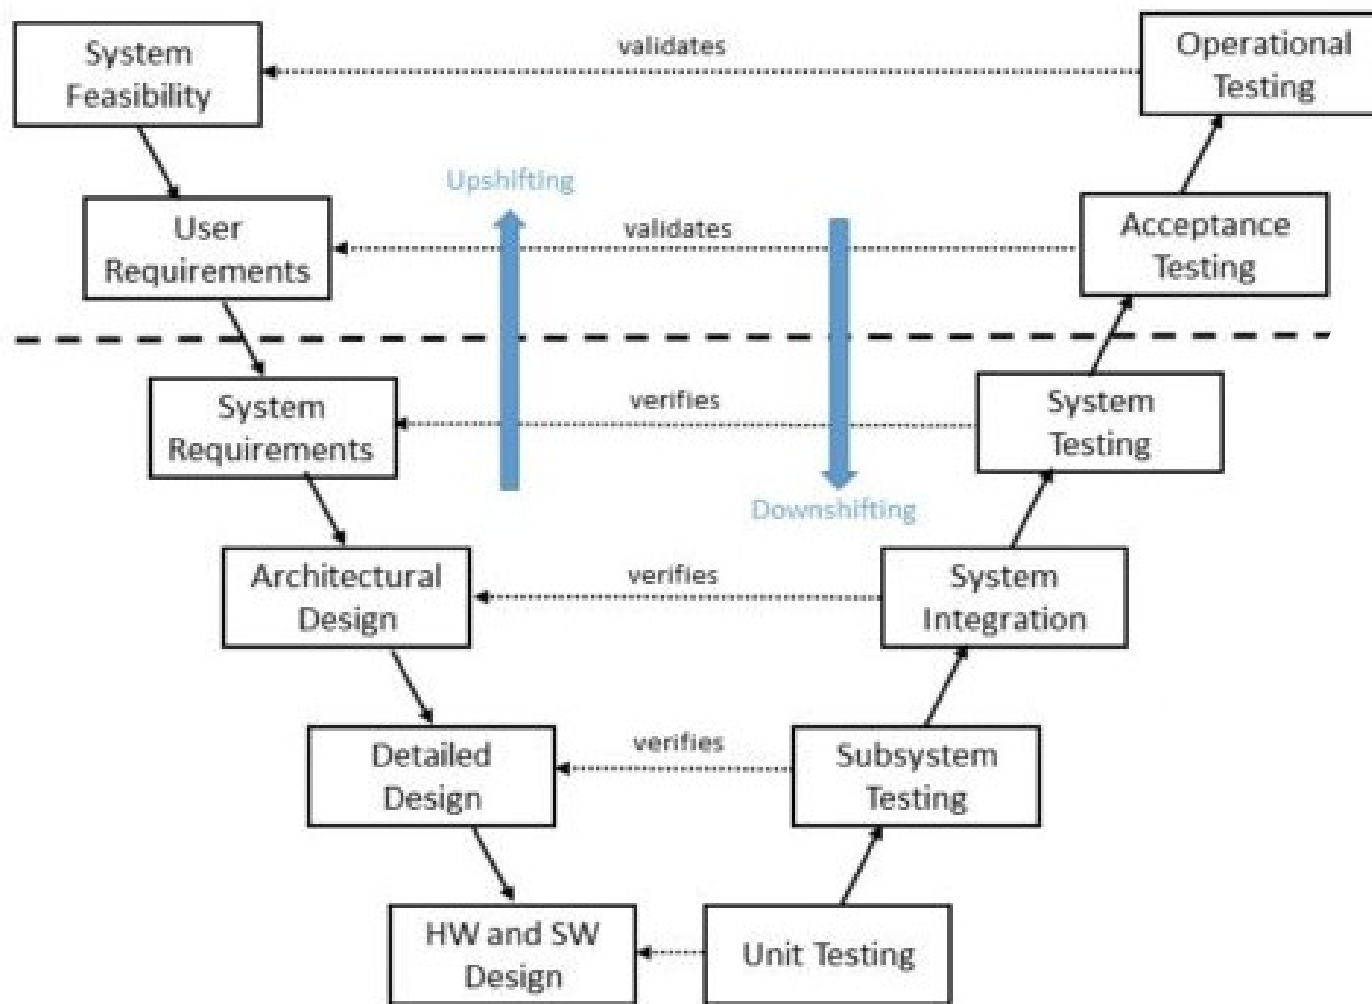 System
Feasibility
validates
Operational
Testing
Upshifting
User
Requirements
validates
Acceptance
Testing
System
Requirements
verifies
System
Testing
Downshifting
Architectural
Design
verifies
System
Integration
Detailed
Design
verifies
Subsystem
Testing
HW and SW
Design
Unit Testing